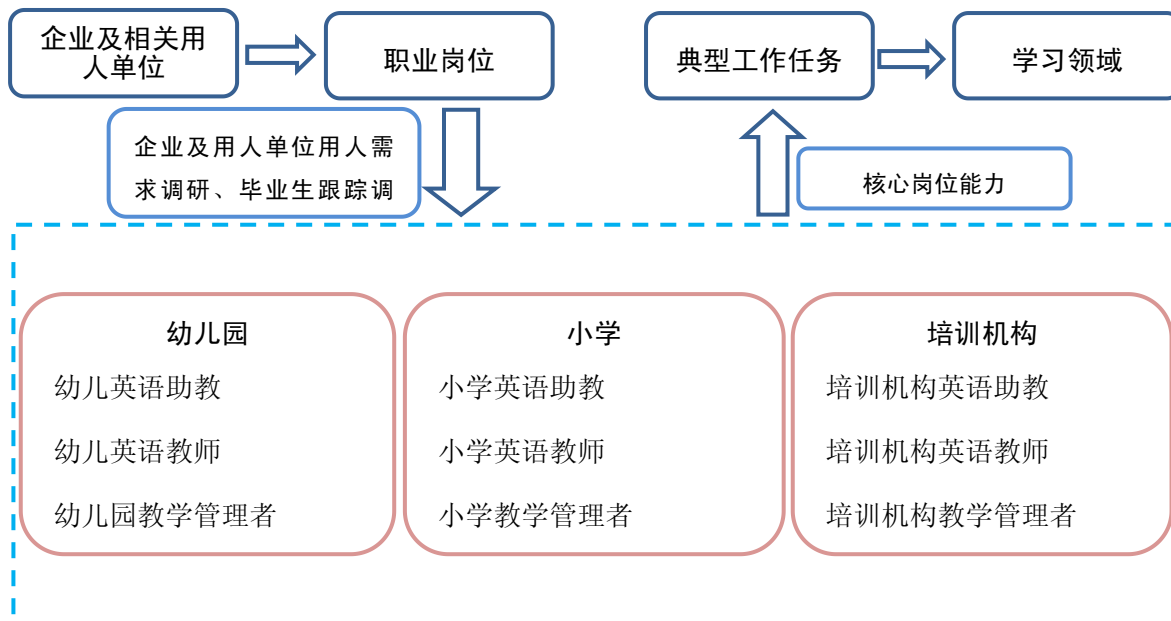 企业及相关用
人单位
职业岗位
典型工作任务
学习领域
企业及用人单位用人需
求调研、毕业生跟踪调
核心岗位能力
幼儿园
幼儿英语助教
幼儿英语教师
幼儿园教学管理者
小学
小学英语助教
小学英语教师
小学教学管理者
培训机构
培训机构英语助教
培训机构英语教师
培训机构教学管理者